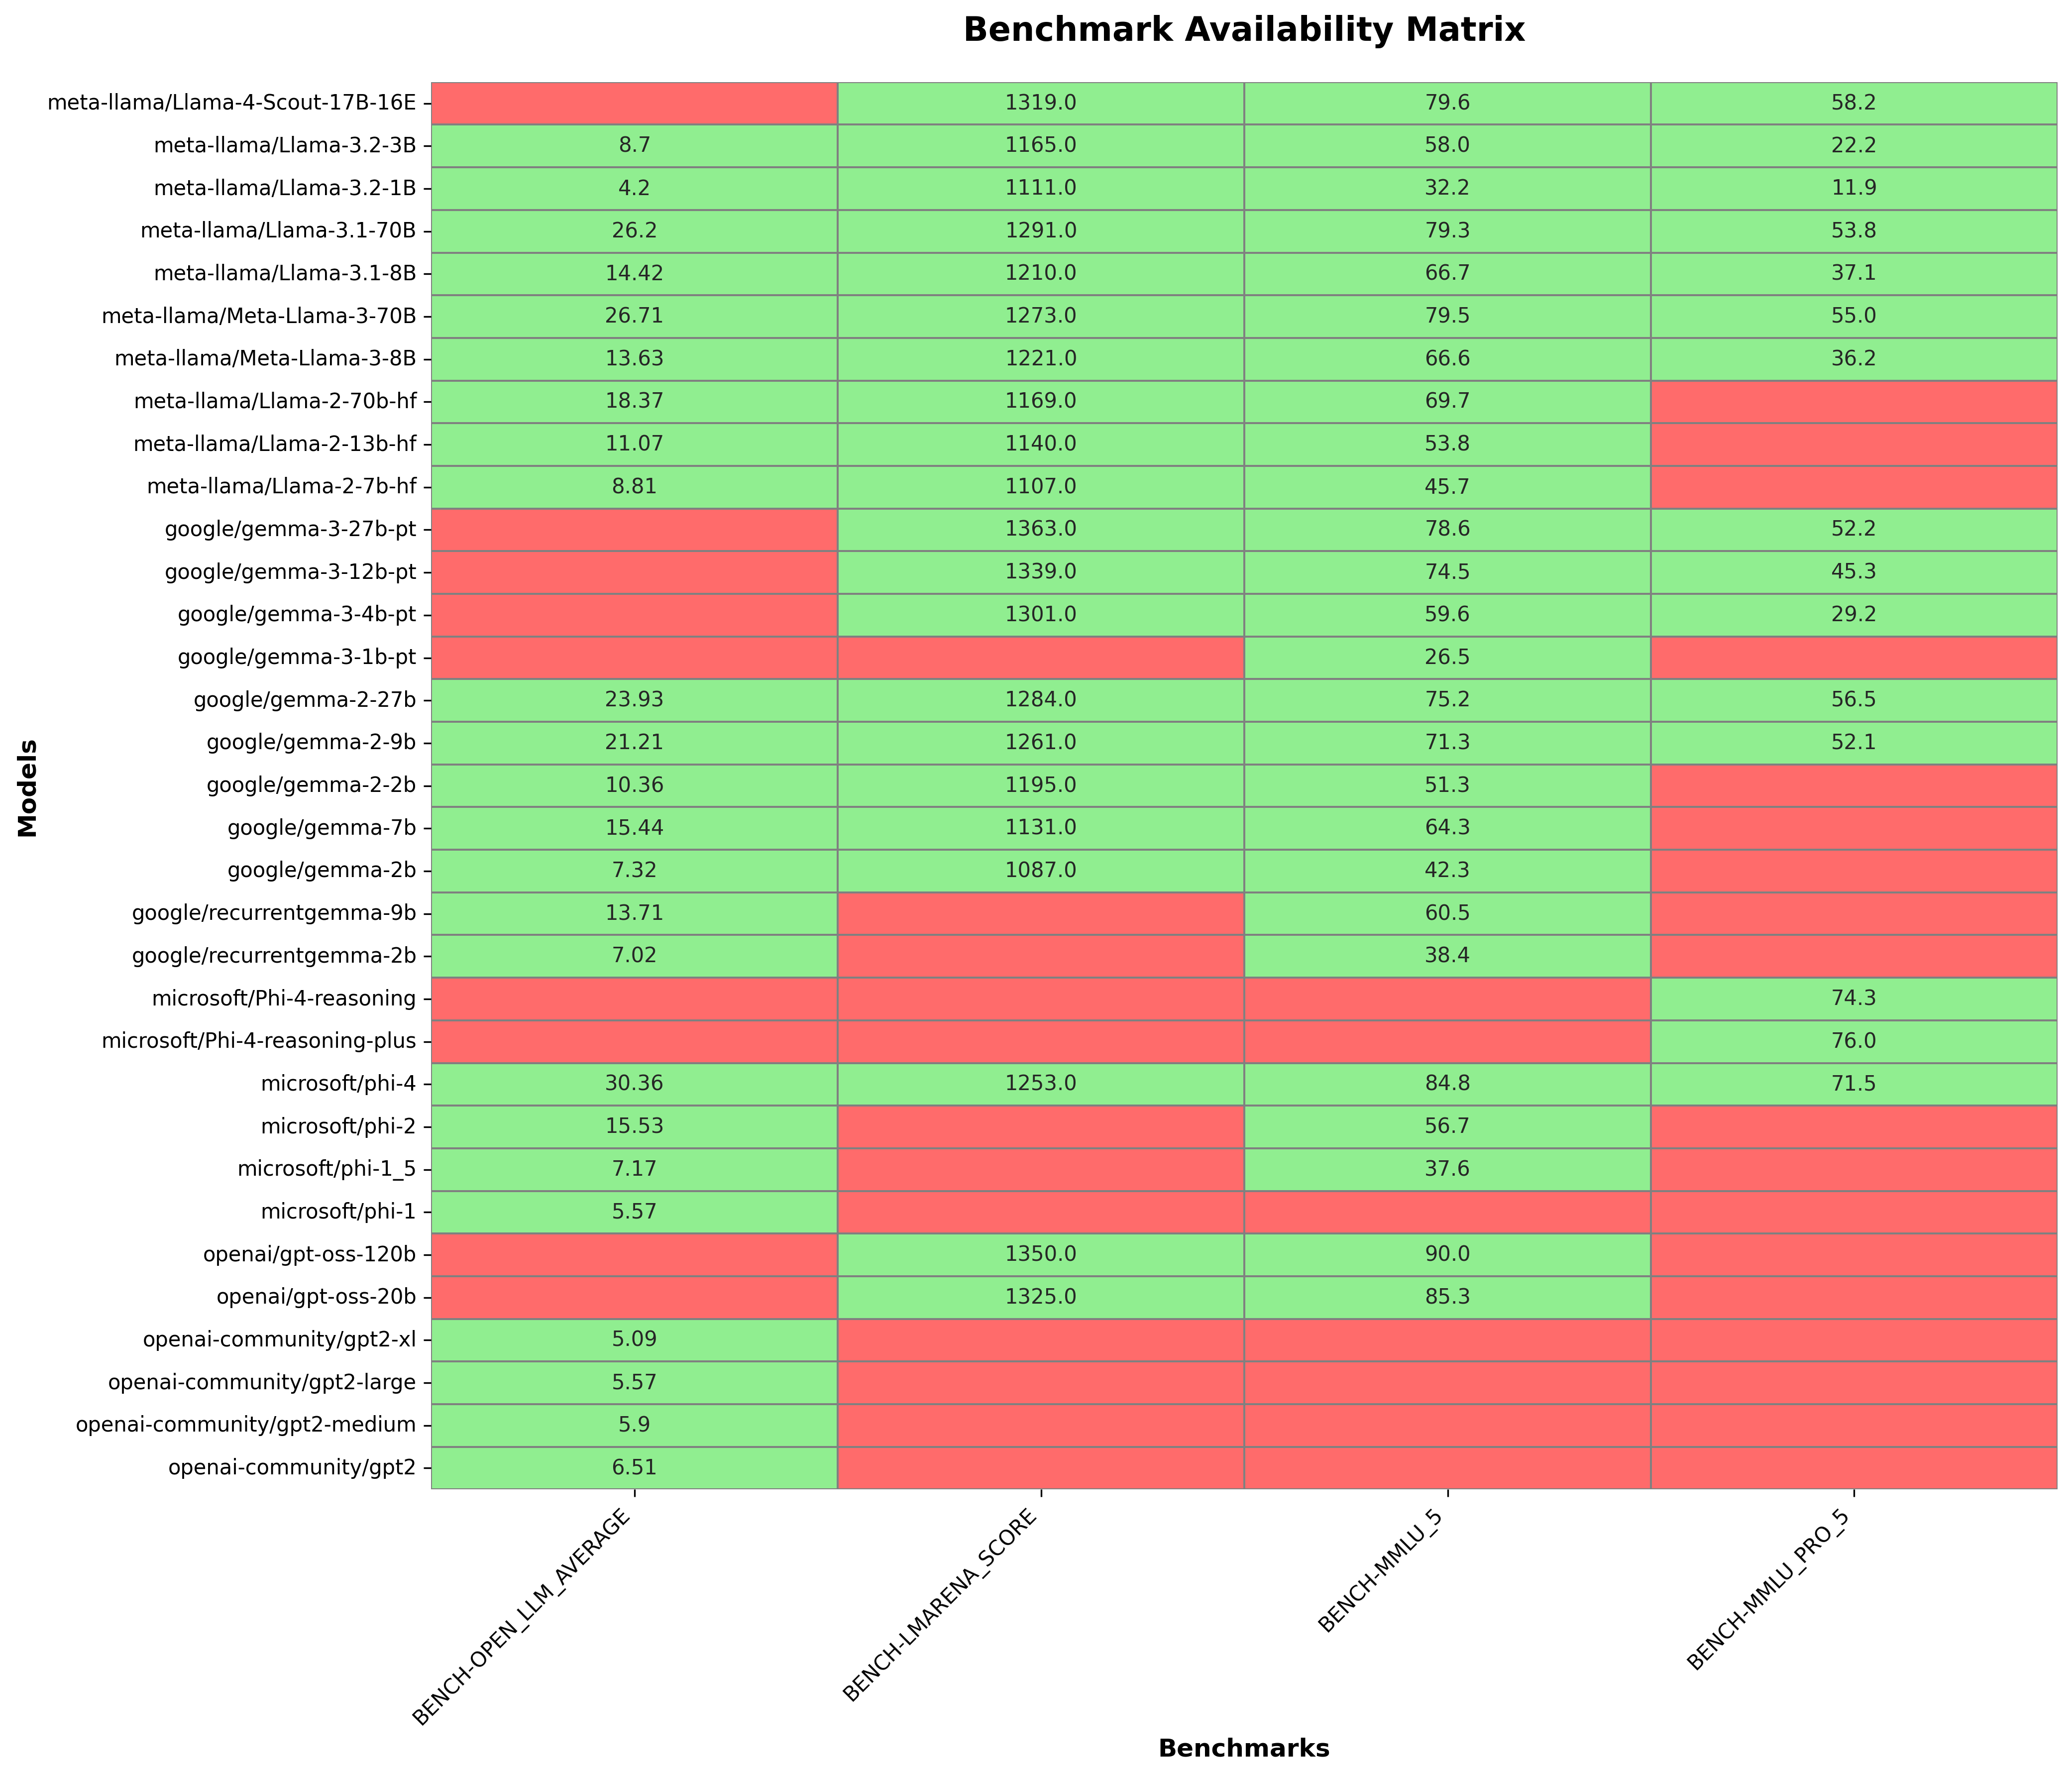 Benchmark Availability Matrix
Models
meta-llama/Llama-4-Scout-17B-16E 1319.0 79.6 58.2
meta-llama/Llama-3.2-3B 8.7 1165.0 58.0 22.2
meta-llama/Llama-3.2-1B 4.2 1111.0 32.2 11.9
meta-llama/Llama-3.1-70B 26.2 1291.0 79.3 53.8
meta-llama/Llama-3.1-8B 14.42 1210.0 66.7 37.1
meta-llama/Meta-Llama-3-70B 26.71 1273.0 79.5 55.0
meta-llama/Meta-Llama-3-8B 13.63 1221.0 66.6 36.2
meta-llama/Llama-2-70b-hf 18.37 1169.0 69.7
meta-llama/Llama-2-13b-hf 11.07 1140.0 53.8
meta-llama/Llama-2-7b-hf 8.81 1107.0 45.7
google/gemma-3-27b-pt 1363.0 78.6 52.2
google/gemma-3-12b-pt 1339.0 74.5 45.3
google/gemma-3-4b-pt 1301.0 59.6 29.2
google/gemma-3-1b-pt 26.5
google/gemma-2-27b 23.93 1284.0 75.2 56.5
google/gemma-2-9b 21.21 1261.0 71.3 52.1
google/gemma-2-2b 10.36 1195.0 51.3
google/gemma-7b 15.44 1131.0 64.3
google/gemma-2b 7.32 1087.0 42.3
google/recurrentgemma-9b 13.71 60.5
google/recurrentgemma-2b 7.02 38.4
microsoft/Phi-4-reasoning 74.3
microsoft/Phi-4-reasoning-plus 76.0
microsoft/phi-4 30.36 1253.0 84.8 71.5
microsoft/phi-2 15.53 56.7
microsoft/phi-1_5 7.17 37.6
microsoft/phi-1 5.57
openai/gpt-oss-120b 1350.0 90.0
openai/gpt-oss-20b 1325.0 85.3
openai-community/gpt2-xl 5.09
openai-community/gpt2-large 5.57
openai-community/gpt2-medium 5.9
openai-community/gpt2 6.51
BENCH-OPEN_LLM_AVERAGE
BENCH-LMARENA_SCORE
BENCH-MMLU_5
BENCH-MMLU_PRO_5
Benchmarks